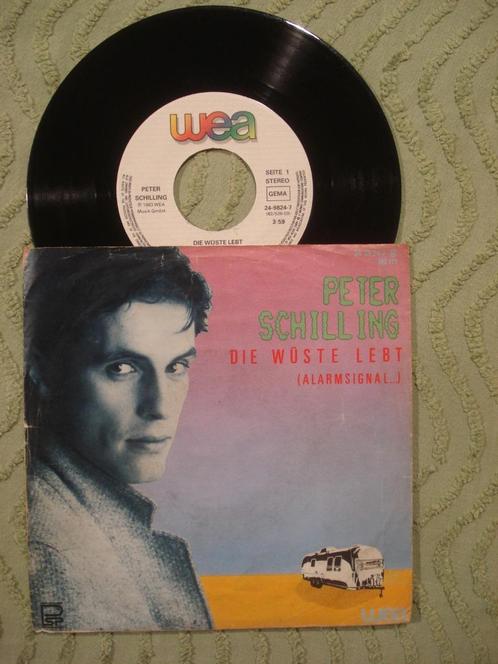 wea
PETER
SCHILLING
℗ 1983 WEA
Musik GmbH
SEITE 1
STEREO
GEMA
24-9824-7
3:59
DIE WÜSTE LEBT
PETER
SCHILLING
DIE WÜSTE LEBT
(ALARMSIGNAL..)
wea